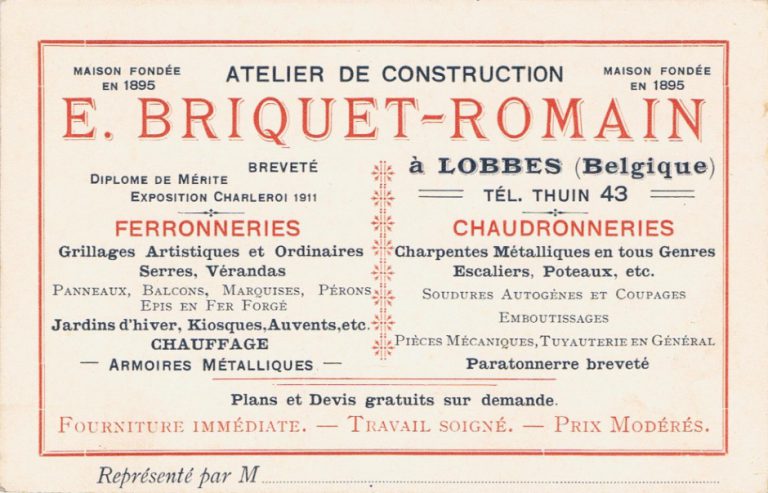 MAISON FONDÉE
EN 1895
ATELIER DE CONSTRUCTION
MAISON FONDÉE
EN 1895
E. BRIQUET-ROMAIN
BREVETÉ
DIPLOME DE MÉRITE
EXPOSITION CHARLEROI 1911
à LOBBES (Belgique)
TÉL. THUIN 43
FERRONNERIES
Grillages Artistiques et Ordinaires
Serres, Vérandas
PANNEAUX, BALCONS, MARQUISES, PÉRONS
EPIS EN FER FORGÉ
Jardins d'hiver, Kiosques,Auvents,etc.
CHAUFFAGE
— ARMOIRES MÉTALLIQUES —
CHAUDRONNERIES
Charpentes Métalliques en tous Genres
Escaliers, Poteaux, etc.
SOUDURES AUTOGÈNES ET COUPAGES
EMBOUTISSAGES
PIÈCES MÉCANIQUES,TUYAUTERIE EN GÉNÉRAL
Paratonnerre breveté
Plans et Devis gratuits sur demande.
FOURNITURE IMMÉDIATE. — TRAVAIL SOIGNÉ. — PRIX MODÉRÉS.
Représenté par M